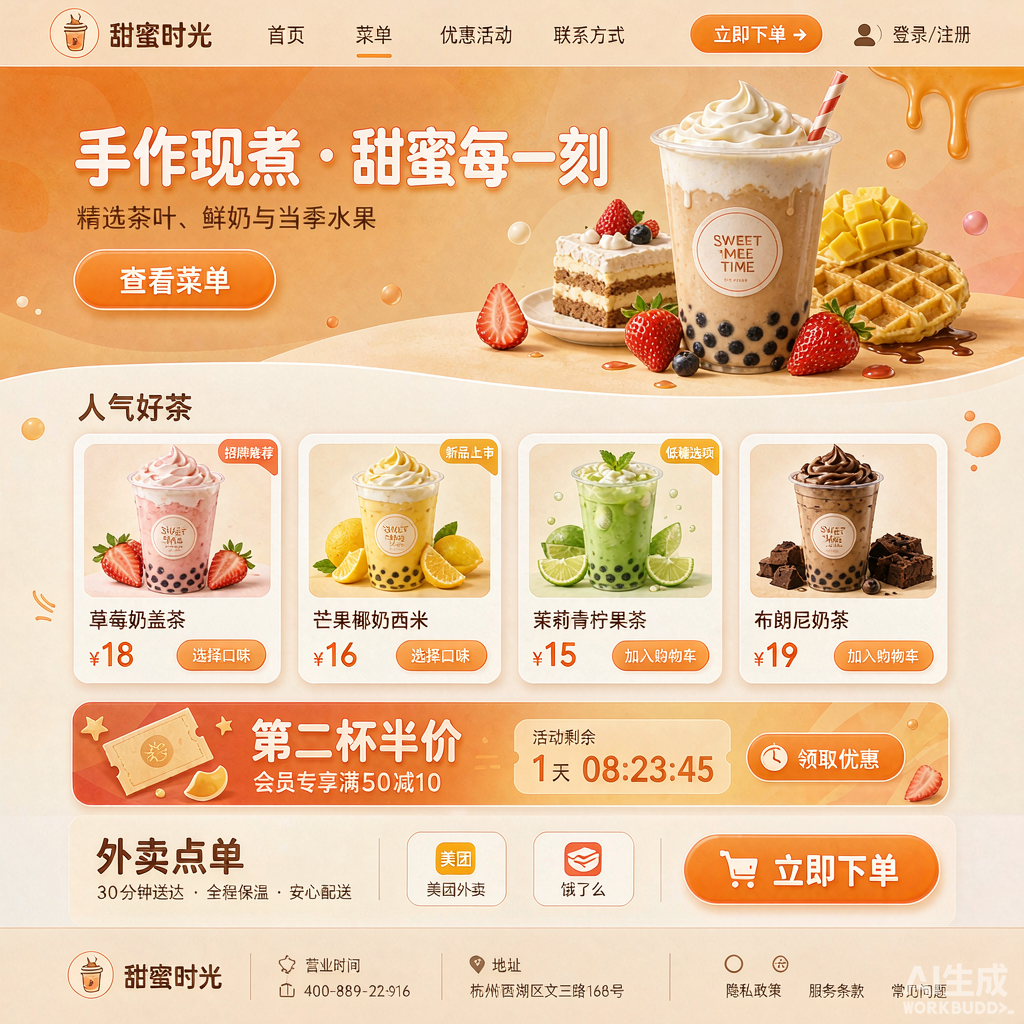 甜蜜时光
首页
菜单
优惠活动
联系方式
立即下单 →
登录/注册
手作现煮·甜蜜每一刻
精选茶叶、鲜奶与当季水果
查看菜单
SWEET
MEE
TIME
人气好茶
招牌推荐
新品上市
低糖选项
草莓奶盖茶
¥18
选择口味
芒果椰奶西米
¥16
选择口味
茉莉青柠果茶
¥15
加入购物车
布朗尼奶茶
¥19
加入购物车
第二杯半价
会员专享满50减10
活动剩余
1天 08:23:45
领取优惠
外卖点单
30分钟送达 · 全程保温 · 安心配送
美团
美团外卖
饿了么
立即下单
甜蜜时光
营业时间
400-889-22-916
地址
杭州西湖区文三路168号
隐私政策
服务条款
常见问题
AI生成
WORKBUDD>_